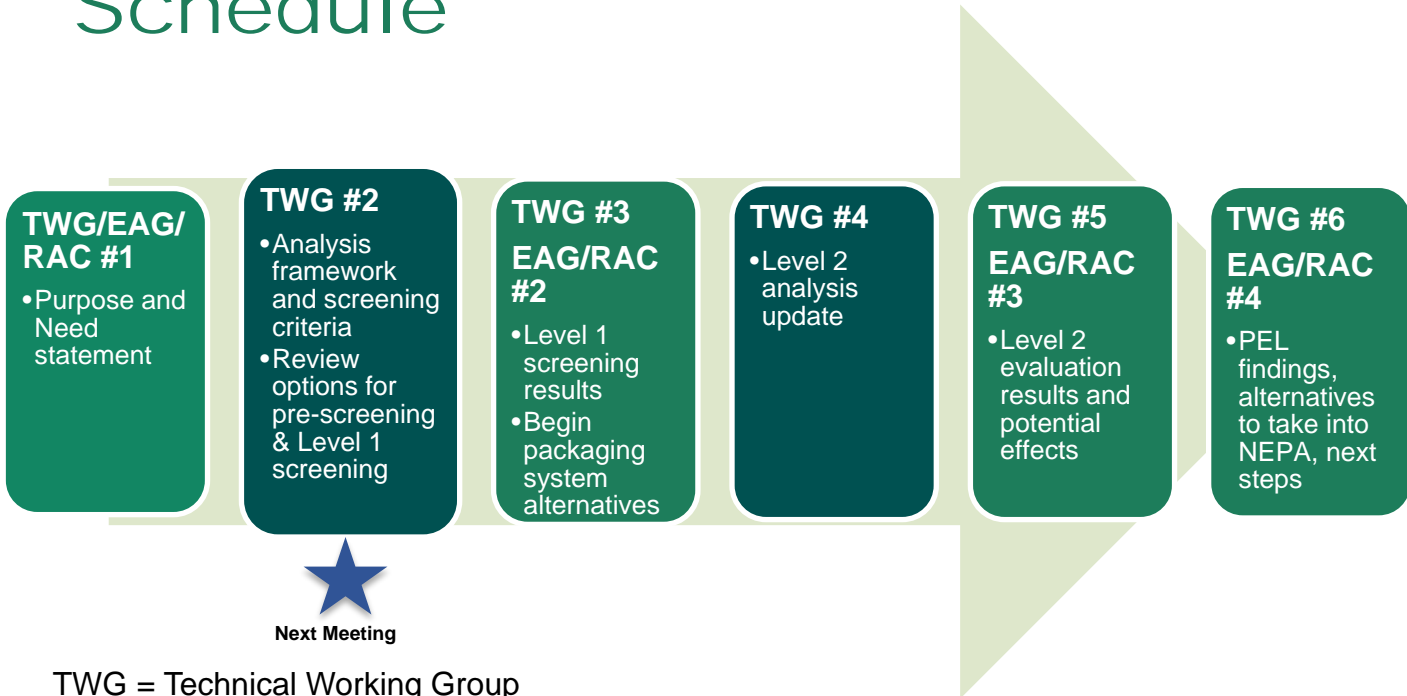 Schedule
TWG/EAG/
RAC #1
•Purpose and
Need
statement
TWG #2
•Analysis
framework
and screening
criteria
•Review
options for
pre-screening
& Level 1
screening
TWG #3
EAG/RAC
#2
•Level 1
screening
results
•Begin
packaging
system
alternatives
TWG #4
•Level 2
analysis
update
TWG #5
EAG/RAC
#3
•Level 2
evaluation
results and
potential
effects
TWG #6
EAG/RAC
#4
•PEL
findings,
alternatives
to take into
NEPA, next
steps
Next Meeting
TWG = Technical Working Group